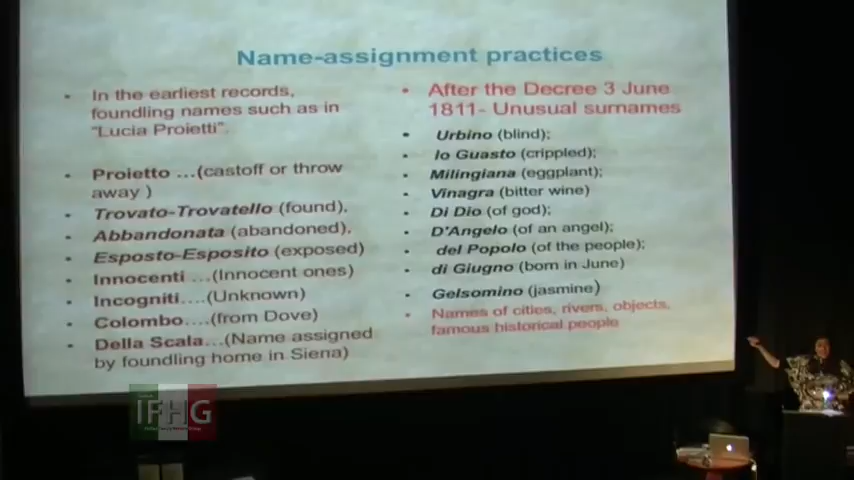 Name-assignment practices
• In the earliest records,
foundling names such as in
"Lucia Proietti".
• Proietto ...(castoff or throw
away )
• Trovato-Trovatello (found),
• Abbandonata (abandoned),
• Esposto-Esposito (exposed)
• Innocenti ...(Innocent ones)
• Incogniti....(Unknown)
• Colombo....(from Dove)
• Della Scala...(Name assigned
by foundling home in Siena)
• After the Decree 3 June
1811- Unusual surnames
• Urbino (blind);
• lo Guasto (crippled);
• Milingiana (eggplant);
• Vinagra (bitter wine)
• Di Dio (of god);
• D'Angelo (of an angel);
• del Popolo (of the people);
• di Giugno (born in June)
• Gelsomino (jasmine)
• Names of cities, rivers, objects,
famous historical people
IFHG